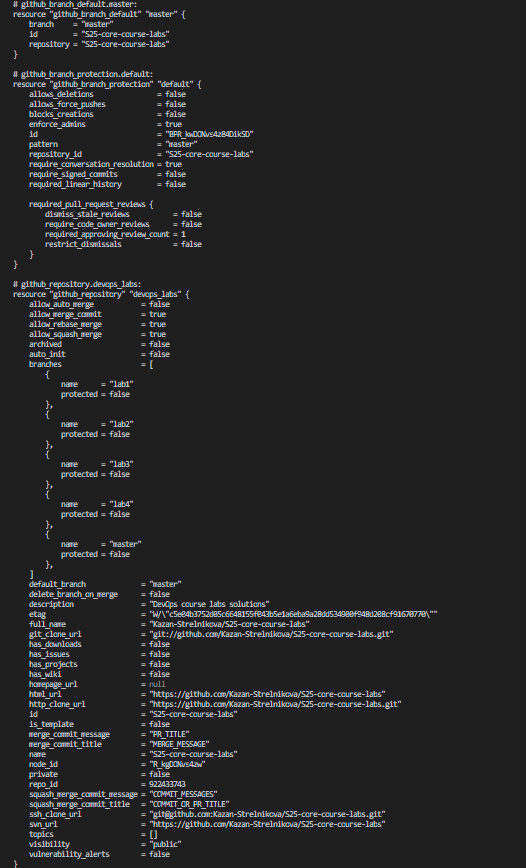 # github_branch_default.master:
resource "github_branch_default" "master" {
    branch     = "master"
    id         = "S25-core-course-labs"
    repository = "S25-core-course-labs"
}

# github_branch_protection.default:
resource "github_branch_protection" "default" {
    allows_deletions                = false
    allows_force_pushes             = false
    blocks_creations                = false
    enforce_admins                  = true
    id                              = "BPR_kwDONvs4z84DikSD"
    pattern                         = "master"
    repository_id                   = "S25-core-course-labs"
    require_conversation_resolution = true
    require_signed_commits          = false
    required_linear_history         = false

    required_pull_request_reviews {
        dismiss_stale_reviews           = false
        require_code_owner_reviews      = false
        required_approving_review_count = 1
        restrict_dismissals             = false
    }
}

# github_repository.devops_labs:
resource "github_repository" "devops_labs" {
    allow_auto_merge            = false
    allow_merge_commit          = true
    allow_rebase_merge          = true
    allow_squash_merge          = true
    archived                    = false
    auto_init                   = false
    branches                    = [
        {
            name      = "lab1"
            protected = false
        },
        {
            name      = "lab2"
            protected = false
        },
        {
            name      = "lab3"
            protected = false
        },
        {
            name      = "lab4"
            protected = false
        },
        {
            name      = "master"
            protected = false
        },
    ]
    default_branch              = "master"
    delete_branch_on_merge      = false
    description                 = "DevOps course labs solutions"
    etag                        = "W/\"c5e04b3752d05c6648155f043b5e1a6eba9a28dd534900f948d208cf91670770\""
    full_name                   = "Kazan-Strelnikova/S25-core-course-labs"
    git_clone_url               = "git://github.com/Kazan-Strelnikova/S25-core-course-labs.git"
    has_downloads               = false
    has_issues                  = false
    has_projects                = false
    has_wiki                    = false
    homepage_url                = null
    html_url                    = "https://github.com/Kazan-Strelnikova/S25-core-course-labs"
    http_clone_url              = "https://github.com/Kazan-Strelnikova/S25-core-course-labs.git"
    id                          = "S25-core-course-labs"
    is_template                 = false
    merge_commit_message        = "PR_TITLE"
    merge_commit_title          = "MERGE_MESSAGE"
    name                        = "S25-core-course-labs"
    node_id                     = "R_kgDONvs4zw"
    private                     = false
    repo_id                     = 922433743
    squash_merge_commit_message = "COMMIT_MESSAGES"
    squash_merge_commit_title   = "COMMIT_OR_PR_TITLE"
    ssh_clone_url               = "git@github.com:Kazan-Strelnikova/S25-core-course-labs.git"
    svn_url                     = "https://github.com/Kazan-Strelnikova/S25-core-course-labs"
    topics                      = []
    visibility                  = "public"
    vulnerability_alerts        = false
}